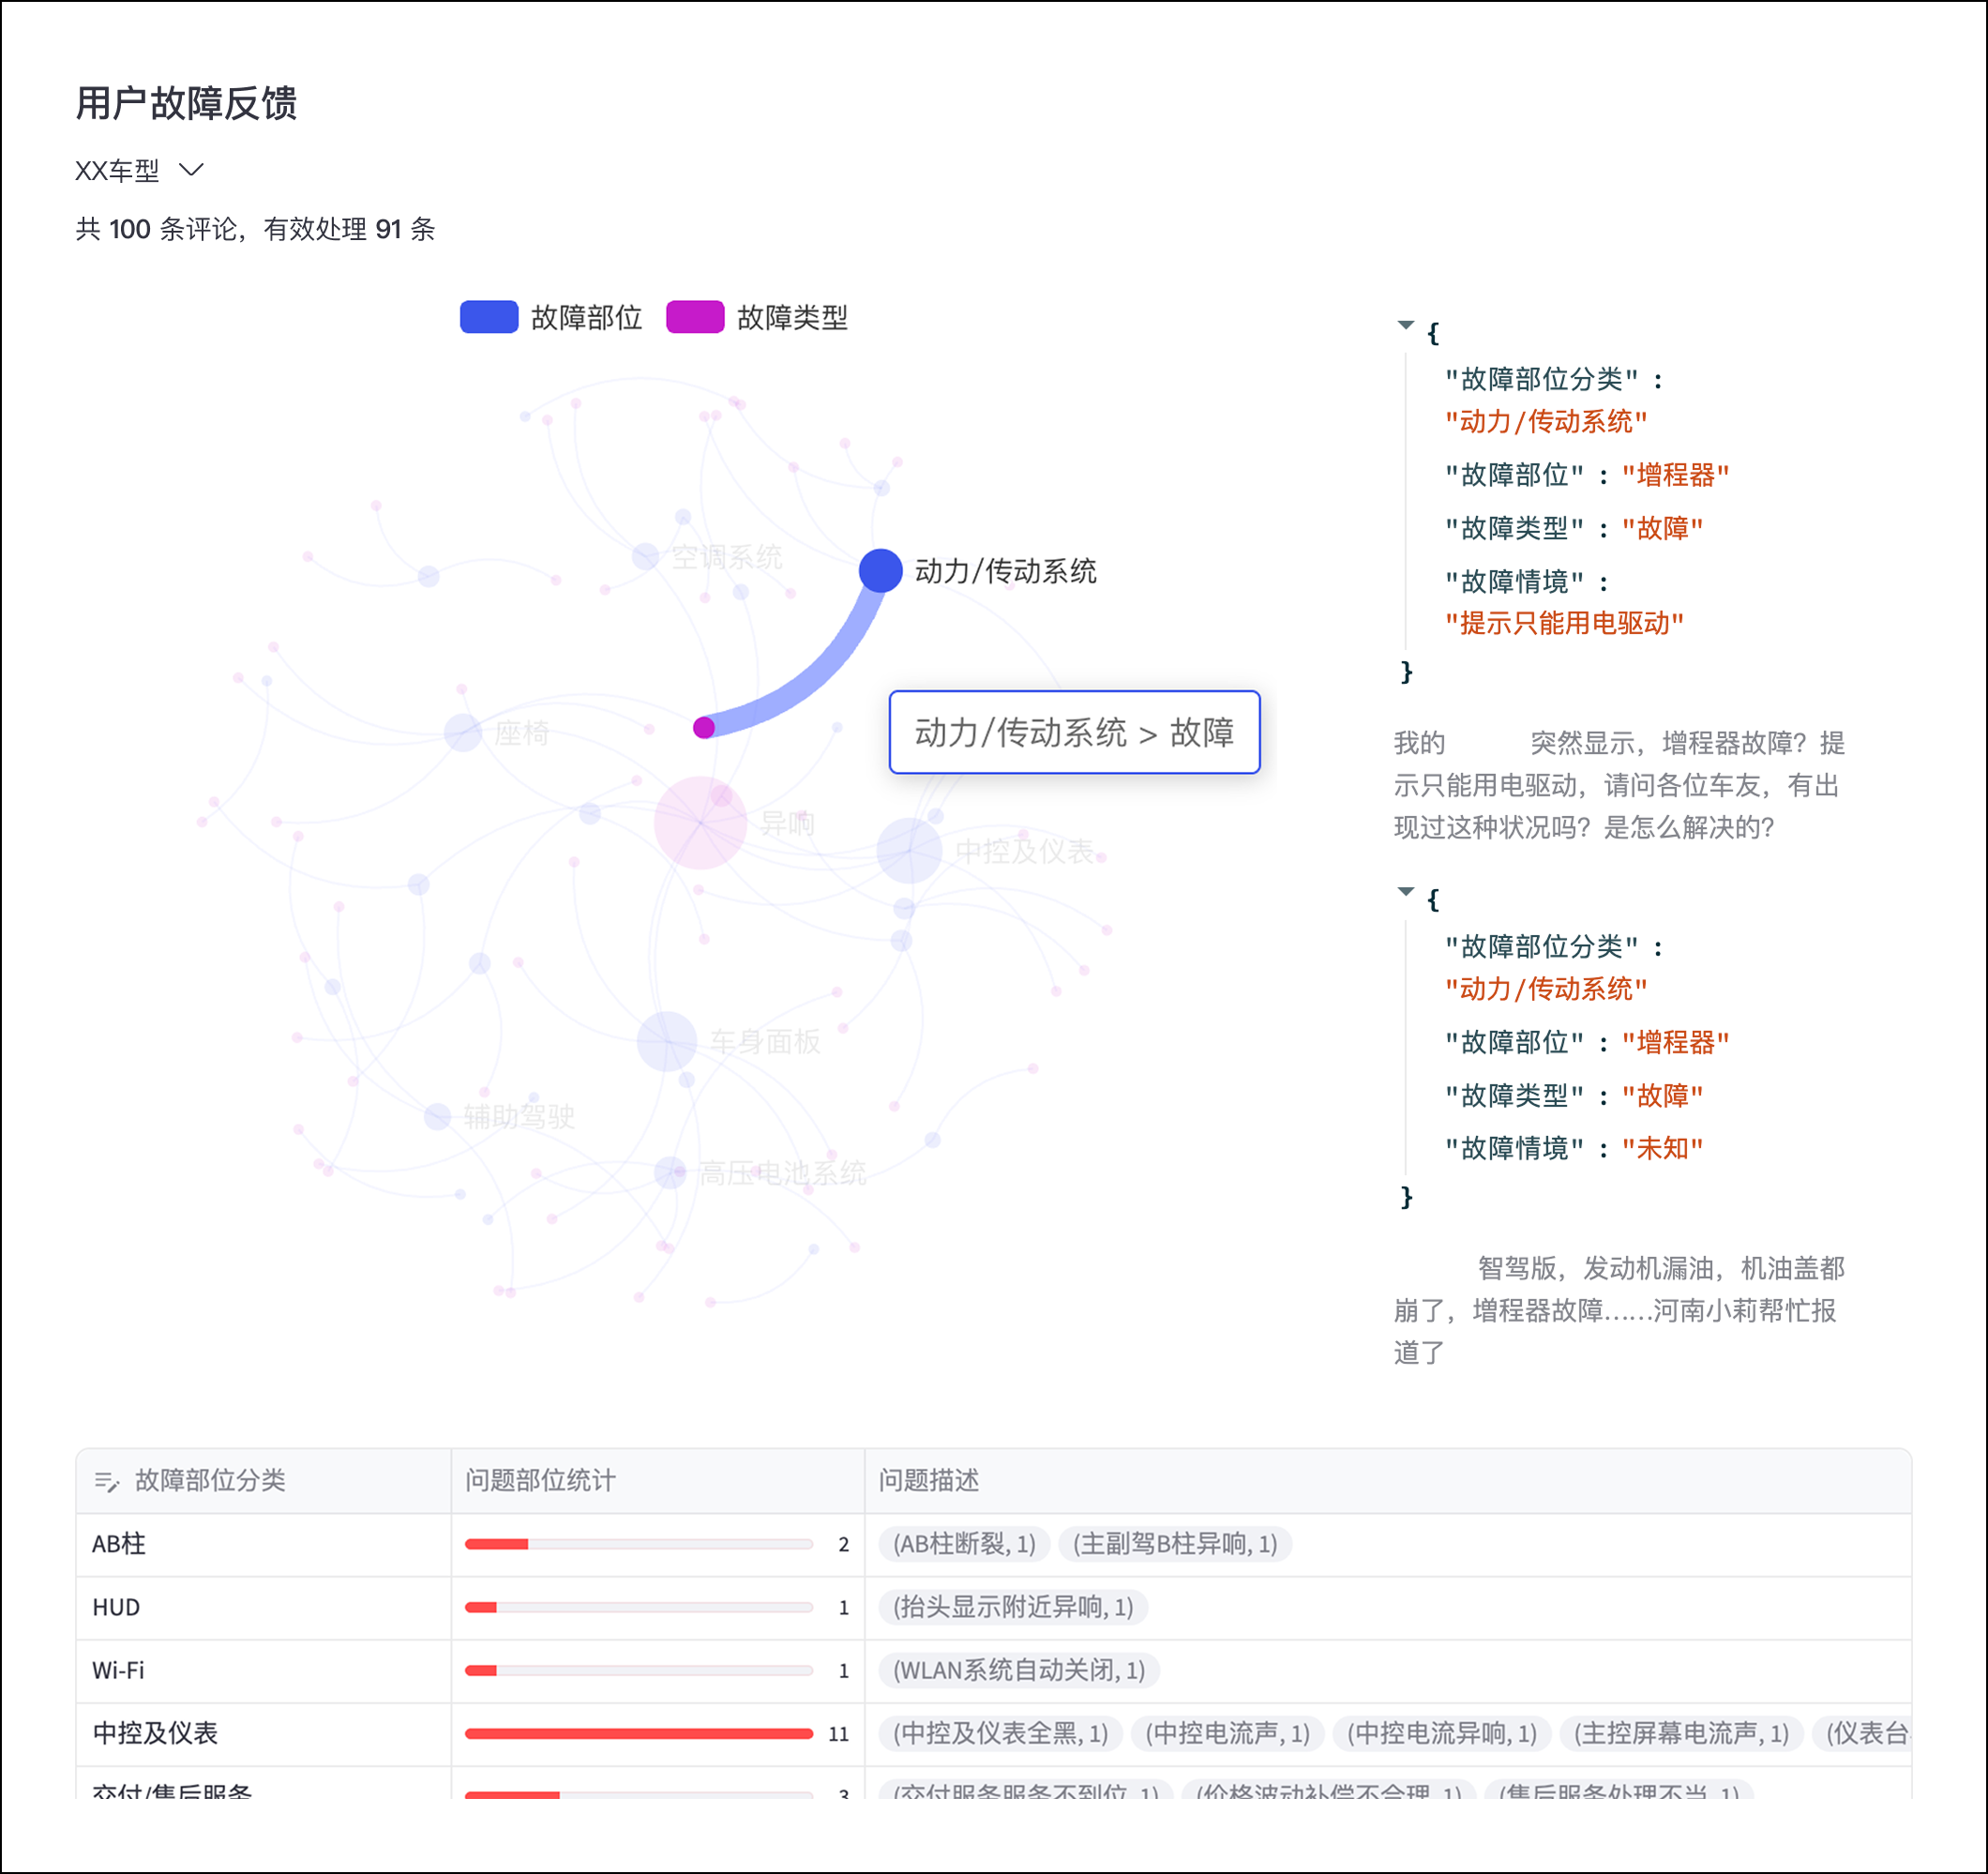 用户故障反馈
XX车型
共 100 条评论，有效处理 91 条
故障部位 故障类型
空调系统
动力/传动系统
座椅
动力/传动系统 > 故障
异响
中控及仪表
车身面板
辅助驾驶
高压电池系统
{
"故障部位分类" :
"动力/传动系统"
"故障部位" : "增程器"
"故障类型" : "故障"
"故障情境" :
"提示只能用电驱动"
}
我的 突然显示，增程器故障？提
示只能用电驱动，请问各位车友，有出
现过这种状况吗？是怎么解决的？
{
"故障部位分类" :
"动力/传动系统"
"故障部位" : "增程器"
"故障类型" : "故障"
"故障情境" : "未知"
}
智驾版，发动机漏油，机油盖都
崩了，增程器故障……河南小莉帮忙报
道了
故障部位分类 问题部位统计 问题描述
AB柱 2 (AB柱断裂, 1) (主副驾B柱异响, 1)
HUD 1 (抬头显示附近异响, 1)
Wi-Fi 1 (WLAN系统自动关闭, 1)
中控及仪表 11 (中控及仪表全黑, 1) (中控电流声, 1) (中控电流异响, 1) (主控屏幕电流声, 1) (仪表台
交付/售后服务 3 (交付服务服务不到位, 1) (价格波动补偿不合理, 1) (售后服务处理不当, 1)